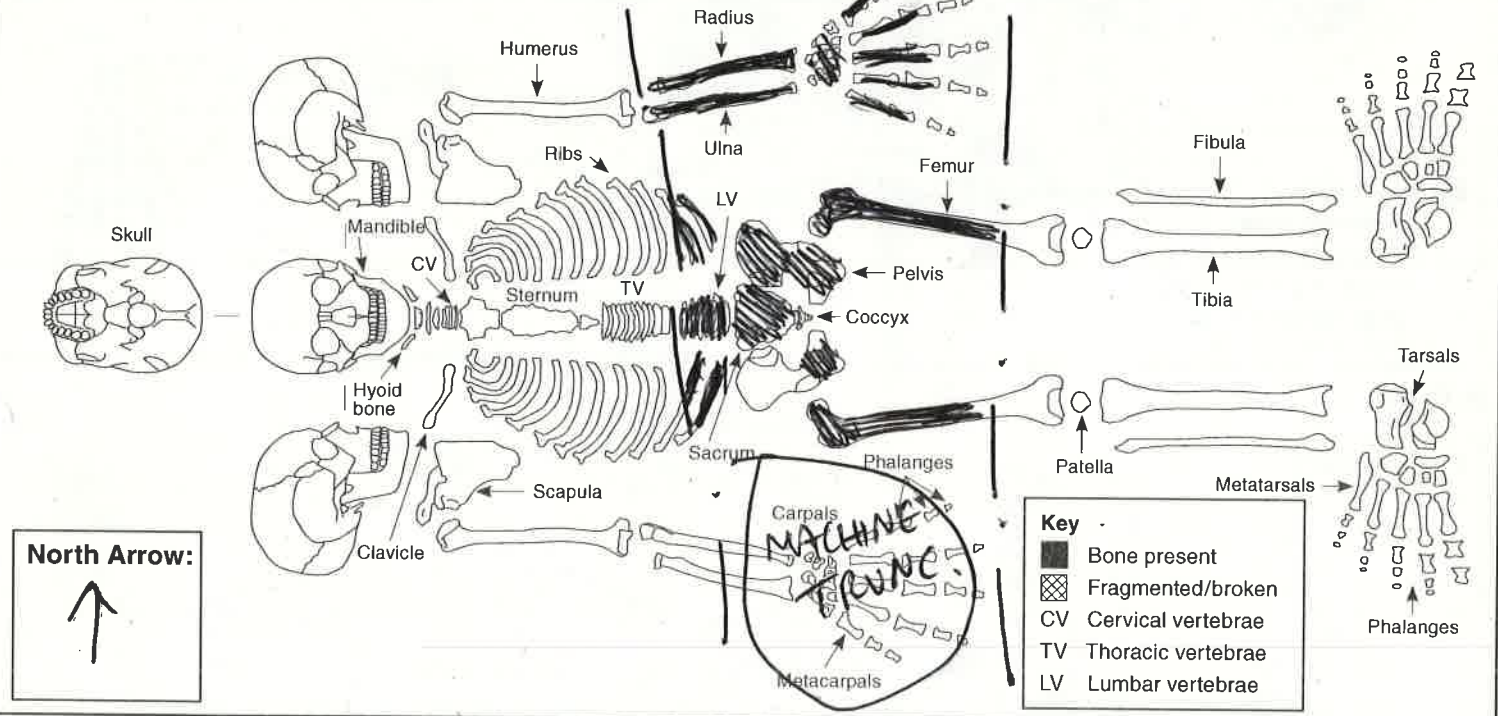 Radius
Humerus
Ribs
Ulna
LV
Femur
Fibula
Skull
Mandible
CV
Sternum
TV
Pelvis
Coccyx
Tibia
Hyoid
bone
Sacrum
Phalanges
Patella
Tarsals
Metatarsals
Scapula
Clavicle
Carpals
MACHINE
TRUNC.
Metacarpals
Phalanges
North Arrow:
Key
Bone present
Fragmented/broken
CV Cervical vertebrae
TV Thoracic vertebrae
LV Lumbar vertebrae